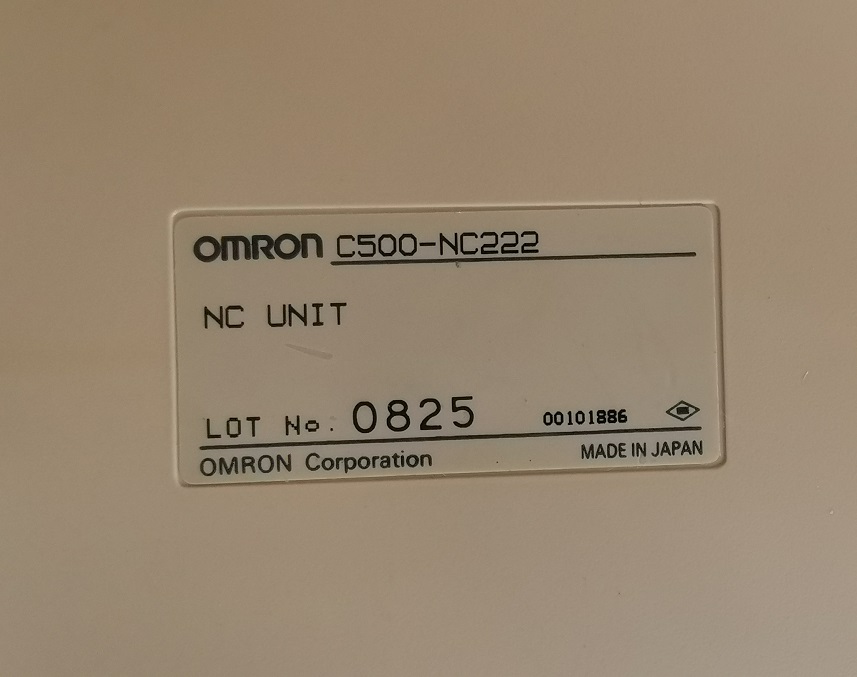 OMRON C500-NC222
NC UNIT
LOT No. 0825 00101886
OMRON Corporation MADE IN JAPAN